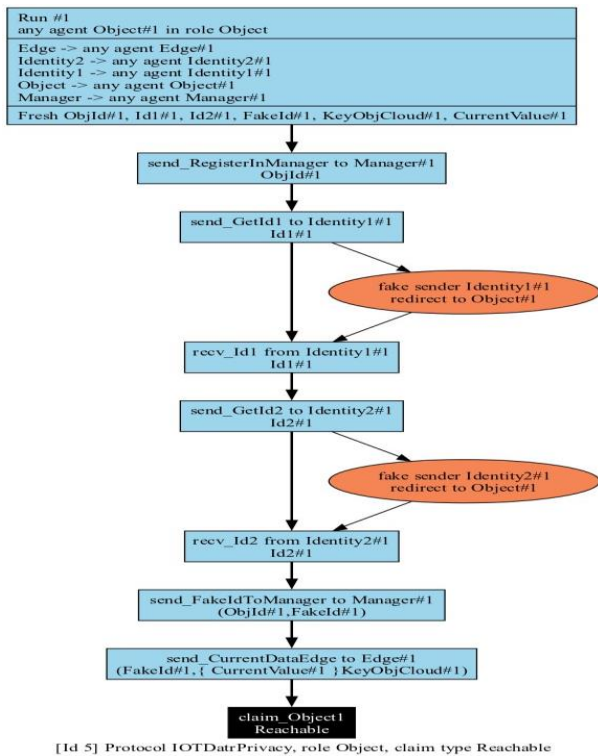 Run #1
any agent Object#1 in role Object
Edge -> any agent Edge#1
Identity2 -> any agent Identity2#1
Identity1 -> any agent Identity1#1
Object -> any agent Object#1
Manager -> any agent Manager#1
Fresh ObjId#1, Id1#1, Id2#1, FakeId#1, KeyObjCloud#1, CurrentValue#1
send_RegisterInManager to Manager#1
ObjId#1
send_GetId1 to Identity1#1
Id1#1
fake sender Identity1#1
redirect to Object#1
recv_Id1 from Identity1#1
Id1#1
send_GetId2 to Identity2#1
Id2#1
fake sender Identity2#1
redirect to Object#1
recv_Id2 from Identity2#1
Id2#1
send_FakeIdToManager to Manager#1
(ObjId#1,FakeId#1)
send_CurrentDataEdge to Edge#1
(FakeId#1,{ CurrentValue#1 }KeyObjCloud#1)
claim_Object1
Reachable
[Id 5] Protocol IOTDatrPrivacy, role Object, claim type Reachable